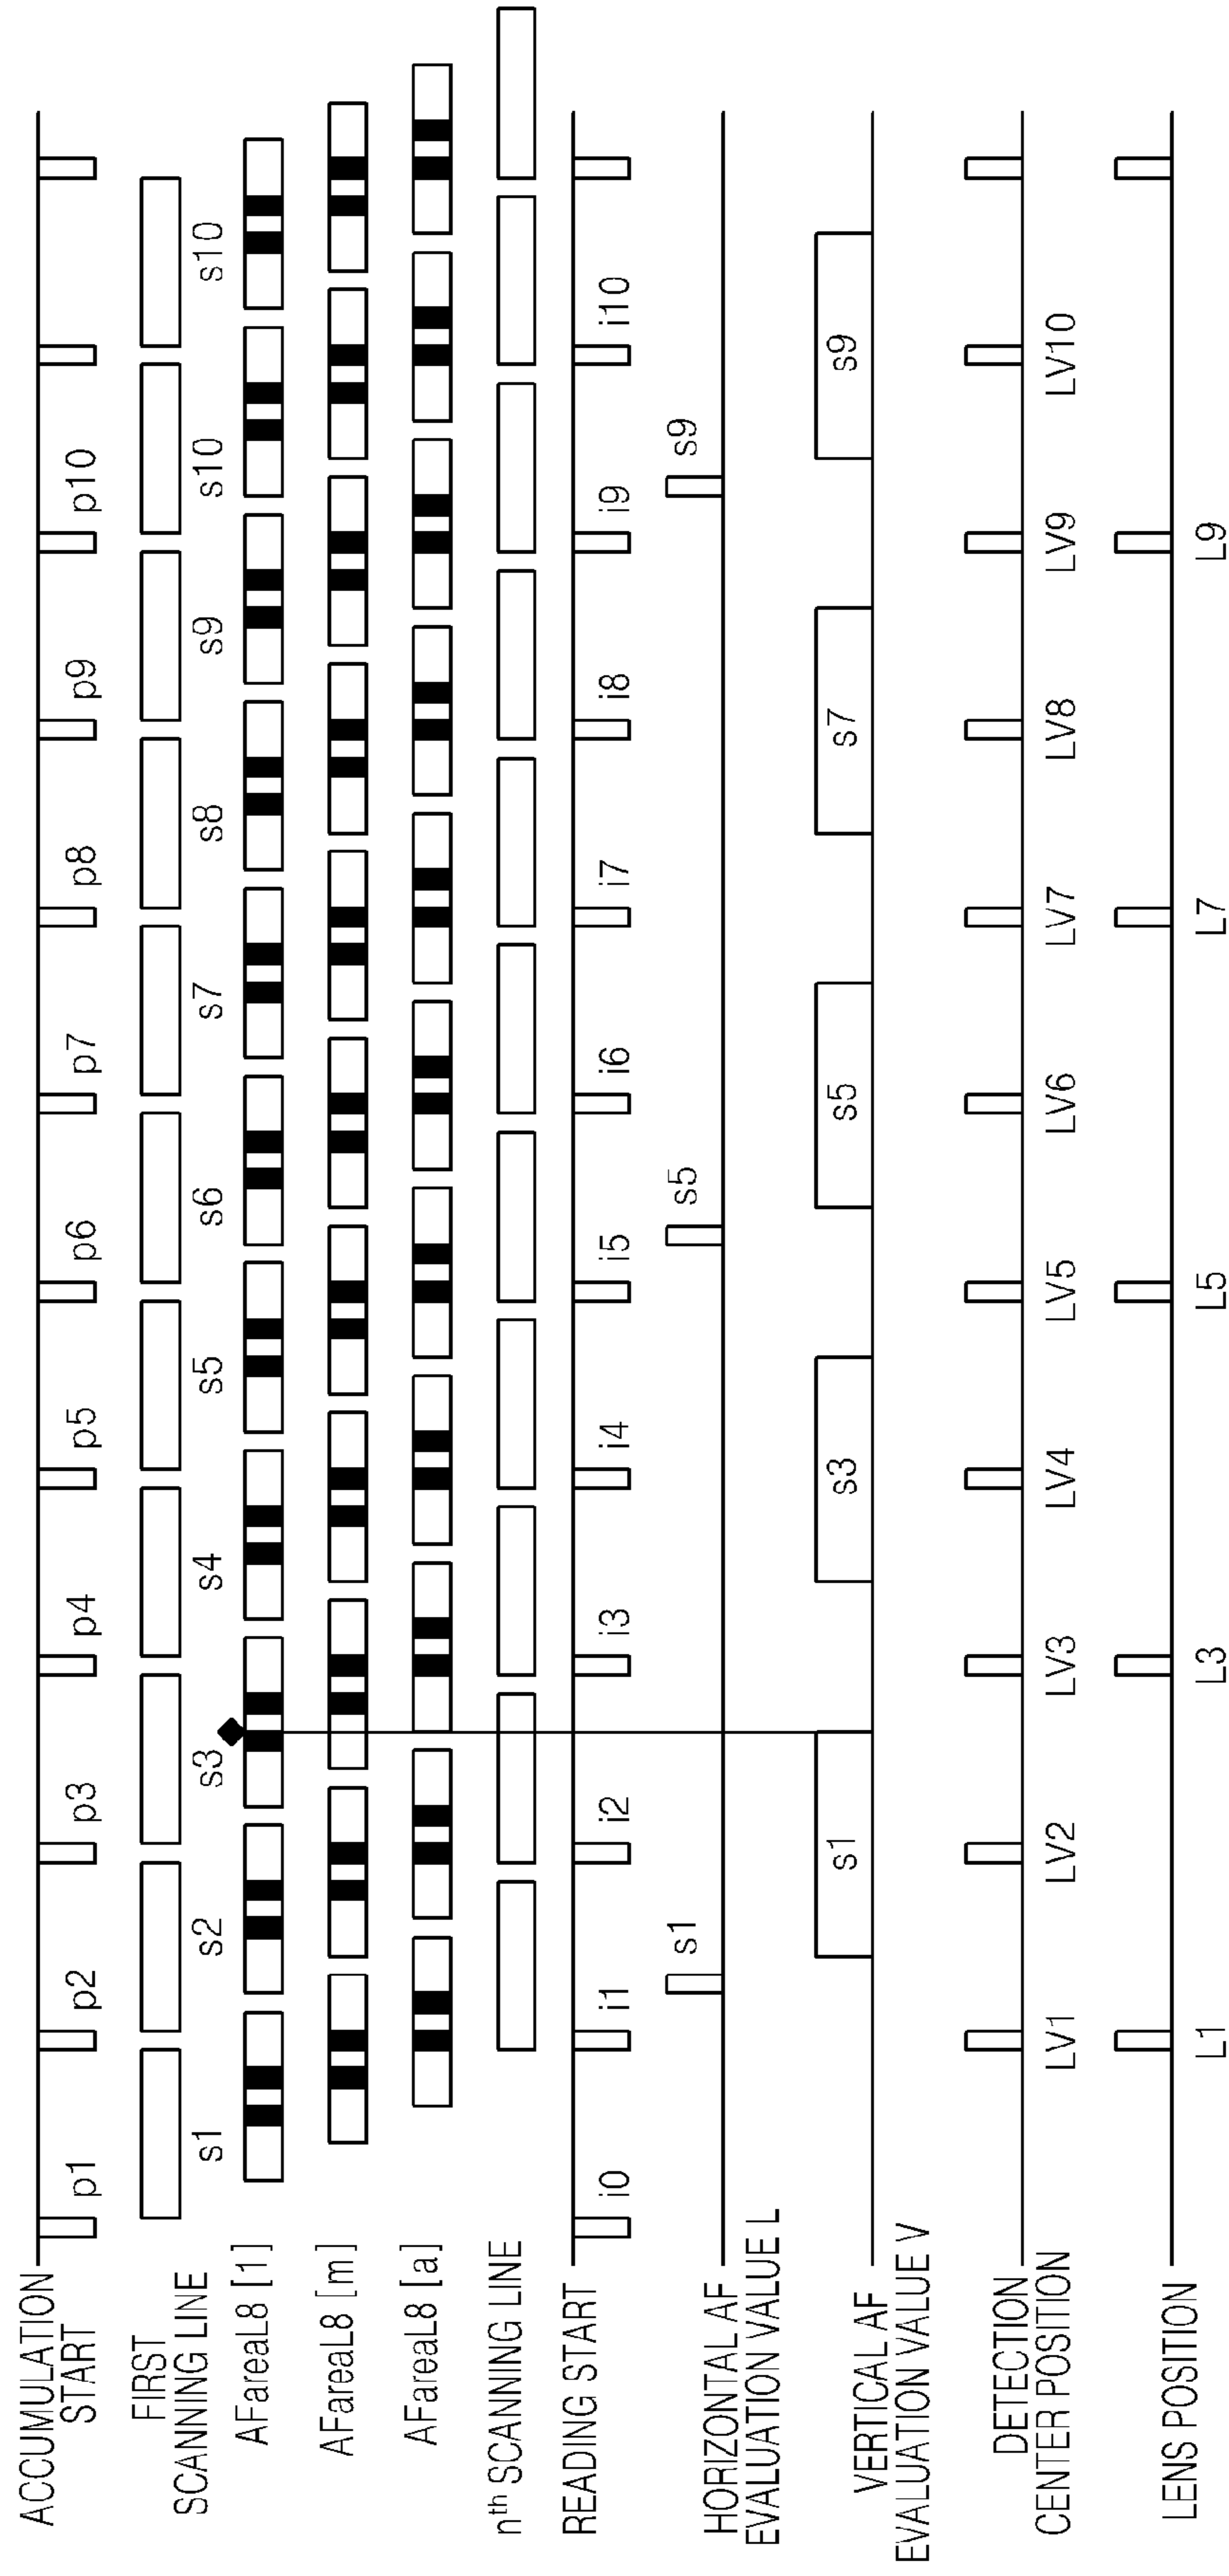 ACCUMULATION
START
p1 p2 p3 p4 p5 p6 p7 p8 p9 p10
FIRST
SCANNING LINE
s1 s2 s3 s4 s5 s6 s7 s8 s9 s10 s10
AFareaL8 [1]
AFareaL8 [m]
AFareaL8 [a]
nth SCANNING LINE
READING START
i0 i1 i2 i3 i4 i5 i6 i7 i8 i9 i10
HORIZONTAL AF
EVALUATION VALUE L
s1 s5 s9
VERTICAL AF
EVALUATION VALUE V
s1 s3 s5 s7 s9
DETECTION
CENTER POSITION
LV1 LV2 LV3 LV4 LV5 LV6 LV7 LV8 LV9 LV10
LENS POSITION
L1 L3 L5 L7 L9